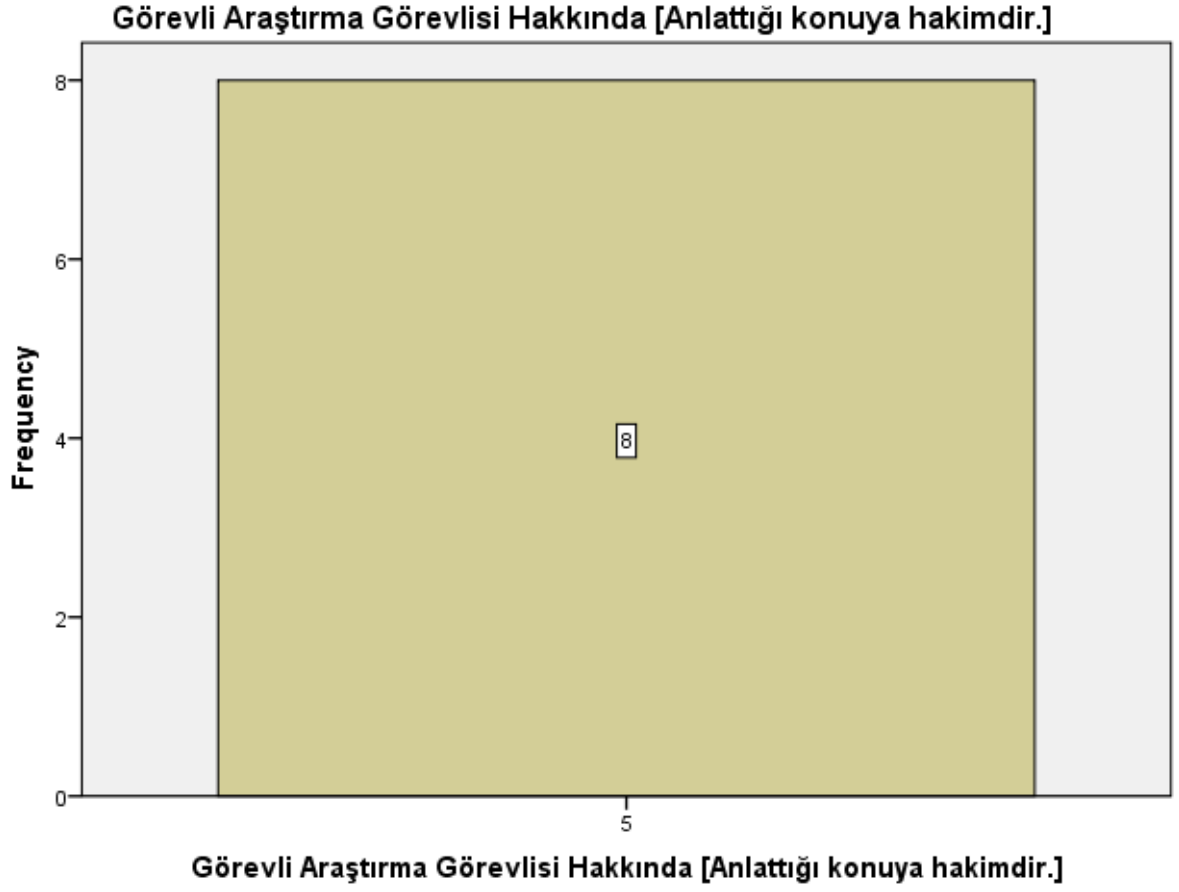 Görevli Araştırma Görevlisi Hakkında [Anlattığı konuya hakimdir.]
8
6
4
2
0
Frequency
8
5
Görevli Araştırma Görevlisi Hakkında [Anlattığı konuya hakimdir.]